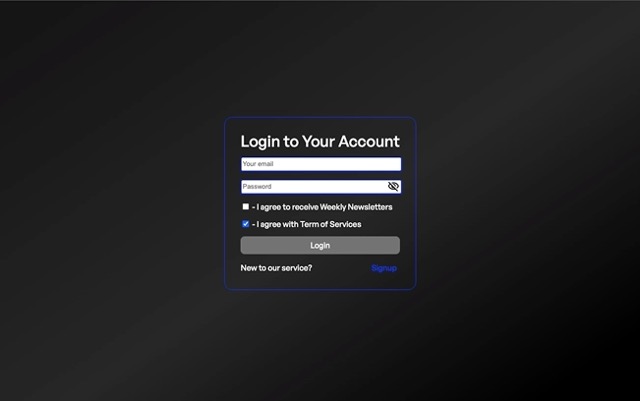 Login to Your Account
Your email
Password
- I agree to receive Weekly Newsletters
- I agree with Term of Services
Login
New to our service? Signup